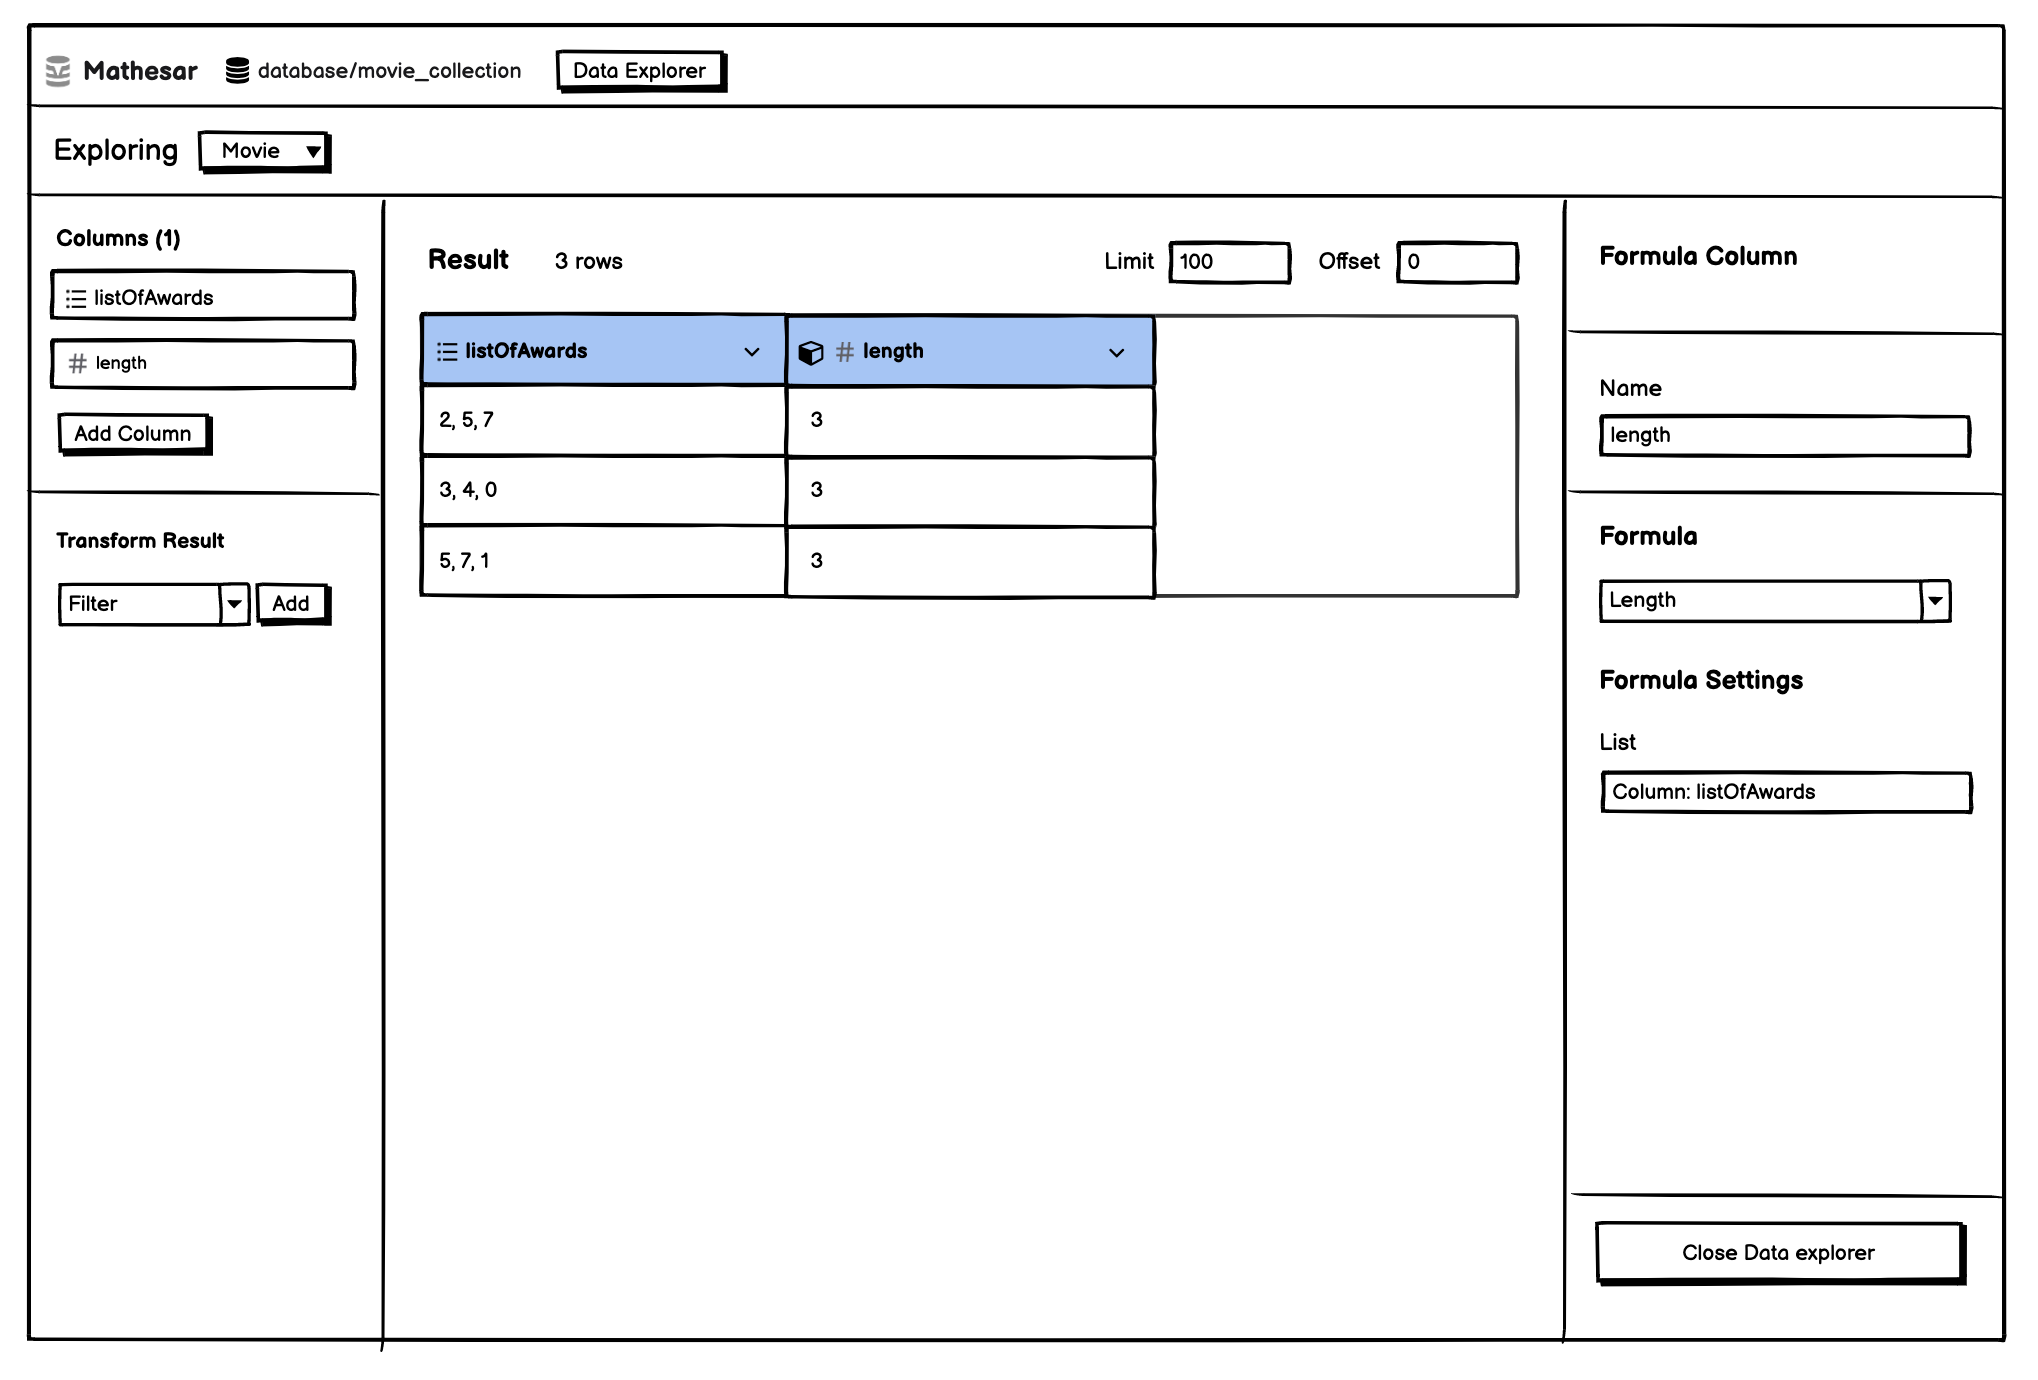 Mathesar database/movie_collection Data Explorer
Exploring Movie
Columns (1)
listOfAwards
# length
Add Column
Transform Result
Filter Add
Result 3 rows Limit 100 Offset 0
listOfAwards # length
2, 5, 7 3
3, 4, 0 3
5, 7, 1 3
Formula Column
Name
length
Formula
Length
Formula Settings
List
Column: listOfAwards
Close Data explorer